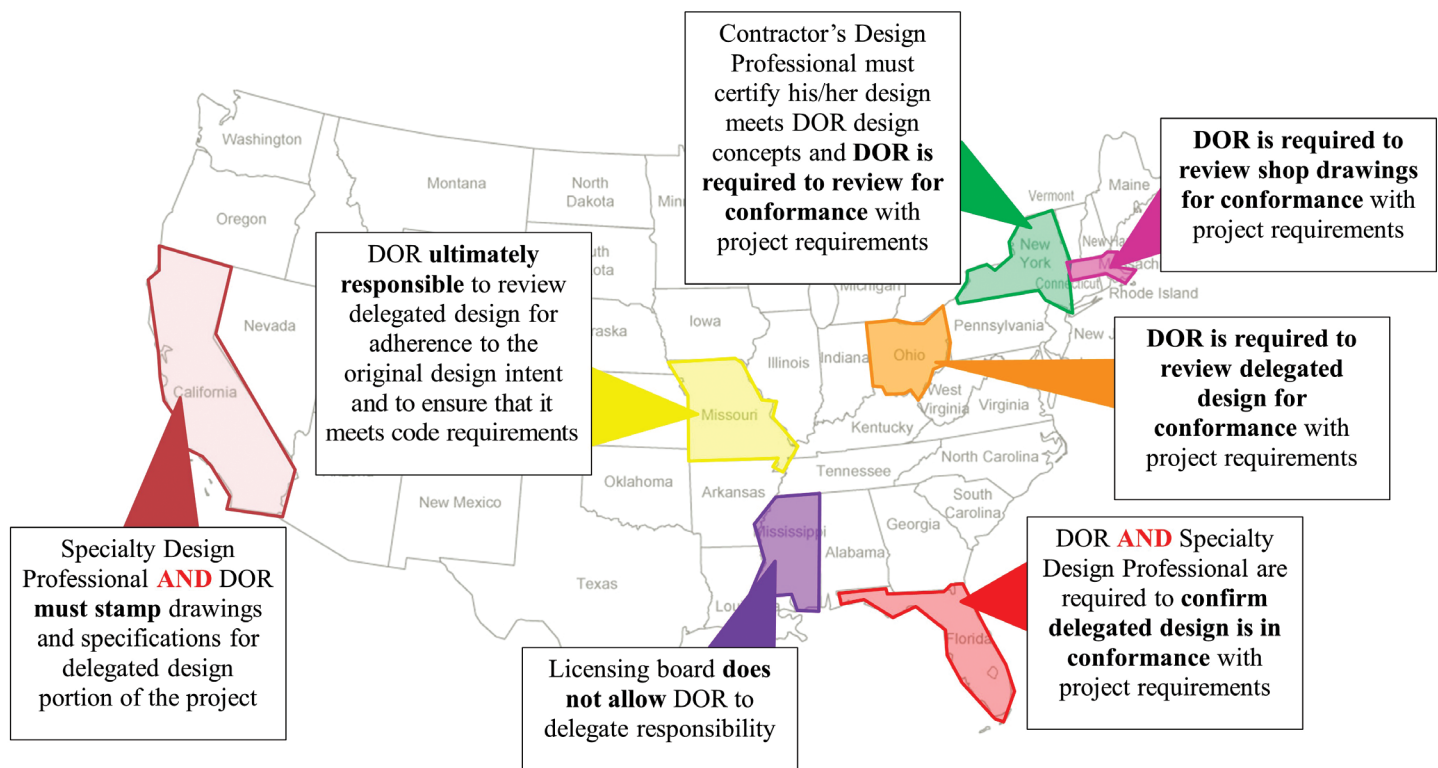 Contractor’s Design
Professional must
certify his/her design
meets DOR design
concepts and DOR is
required to review for
conformance with
project requirements
DOR is required to
review shop drawings
for conformance with
project requirements
DOR ultimately
responsible to review
delegated design for
adherence to the
original design intent
and to ensure that it
meets code requirements
DOR is required to
review delegated
design for
conformance with
project requirements
Specialty Design
Professional AND DOR
must stamp drawings
and specifications for
delegated design
portion of the project
Licensing board does
not allow DOR to
delegate responsibility
DOR AND Specialty
Design Professional are
required to confirm
delegated design is in
conformance with
project requirements
Washington
Oregon
California
Nevada
Montana
North
Dakota
New Mexico
Texas
Oklahoma
Iowa
Missouri
Arkansas
Mississippi
Illinois
Indiana
Michigan
Ohio
Kentucky
Tennessee
Alabama
Georgia
Florida
South
Carolina
North Carolina
Virginia
West
Virginia
Pennsylvania
New
York
Vermont
Maine
Connecticut
Rhode Island